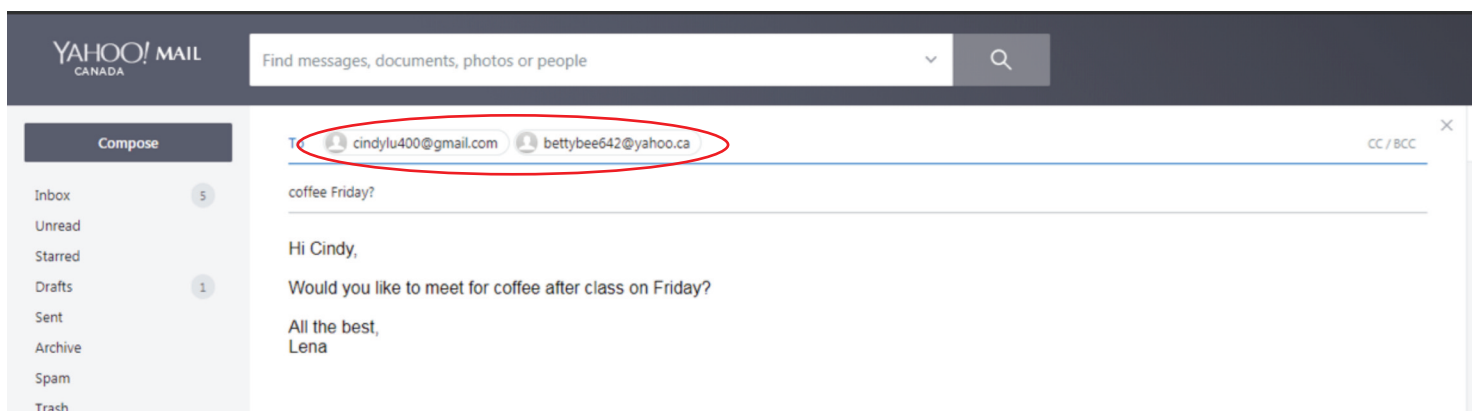 YAHOO! MAIL
CANADA
Find messages, documents, photos or people
Compose
To cindylu400@gmail.com bettybee642@yahoo.ca CC / BCC
coffee Friday?
Inbox 5
Unread
Starred
Drafts 1
Sent
Archive
Spam
Trash
Hi Cindy,
Would you like to meet for coffee after class on Friday?
All the best,
Lena